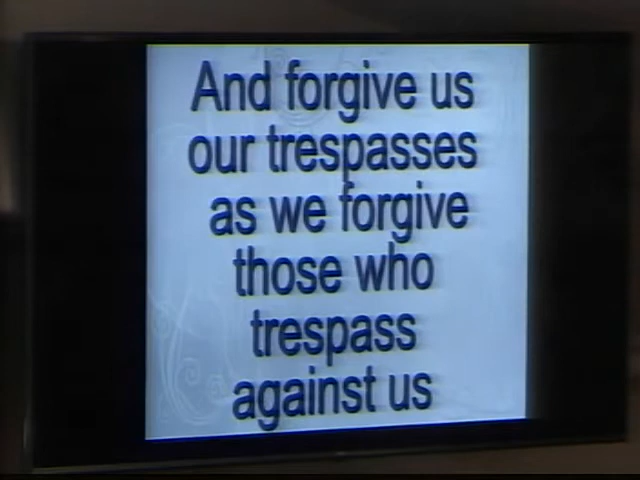 And forgive us
our trespasses
as we forgive
those who
trespass
against us